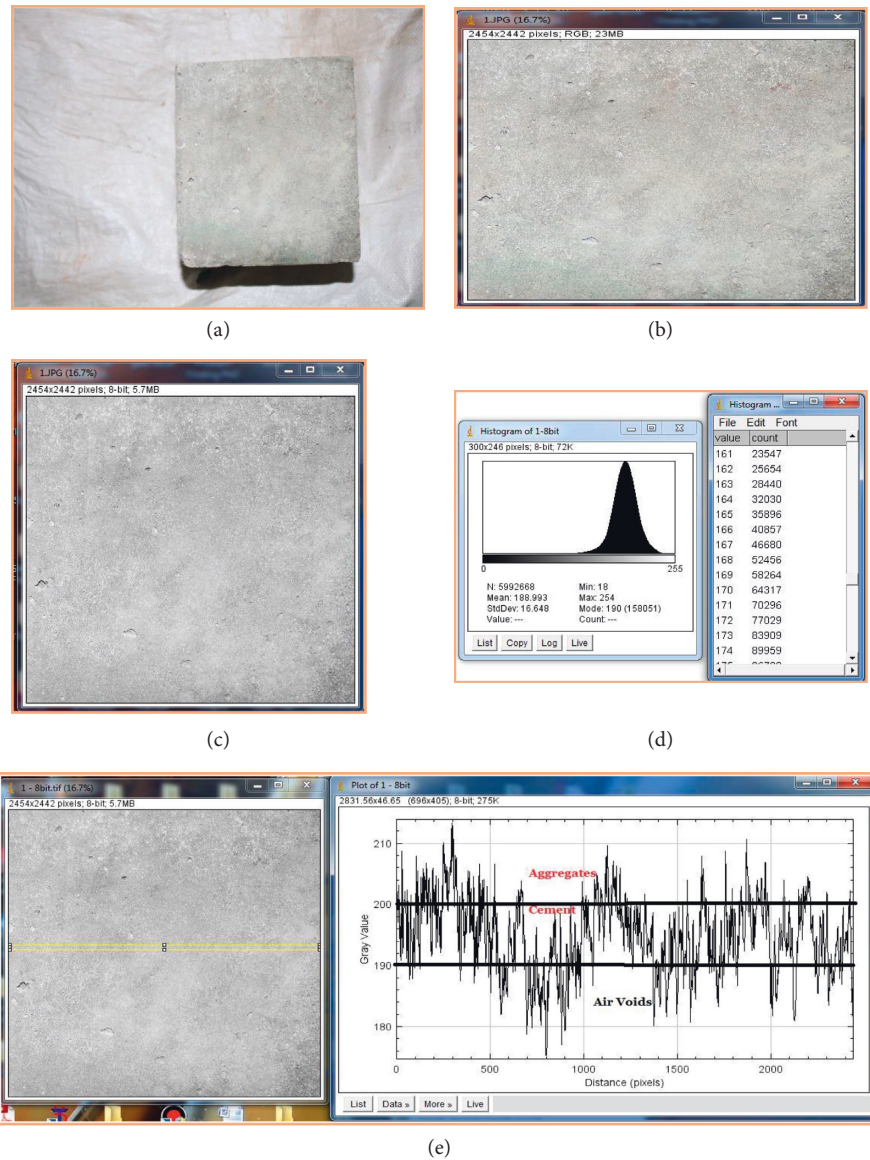 1.JPG (16.7%)
2454x2442 pixels; RGB; 23MB
(a)
(b)
1.JPG (16.7%)
2454x2442 pixels; 8-bit; 5.7MB
(c)
Histogram of 1-8bit
300x246 pixels; 8-bit; 72K
0 255
N: 5992668 Min: 18
Mean: 188.993 Max: 254
StdDev: 16.648 Mode: 190 (158051)
Value: --- Count: ---
List Copy Log Live
Histogram ...
File Edit Font
value count
161 23547
162 25654
163 28440
164 32030
165 35896
166 40857
167 46680
168 52456
169 58264
170 64317
171 70296
172 77029
173 83909
174 89959
(d)
1 - 8bit.tif (16.7%)
2454x2442 pixels; 8-bit; 5.7MB
Plot of 1 - 8bit
2831.56x46.65 (696x405); 8-bit; 275K
210
200
190
180
Gray Value
Aggregates
Cement
Air Voids
0 500 1000 1500 2000
Distance (pixels)
List Data » More » Live
(e)